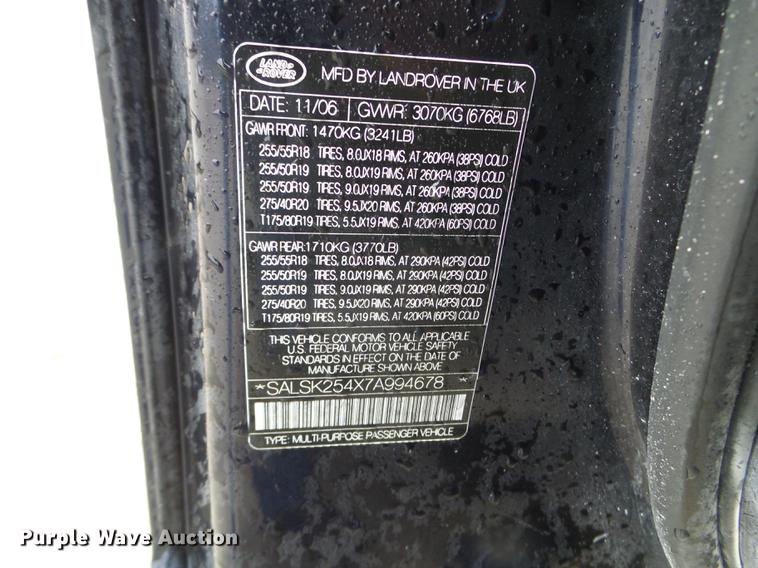 LAND
ROVER
MFD BY LANDROVER IN THE UK
DATE: 11/06 GVWR: 3070KG (6768LB)
GAWR FRONT: 1470KG (3241LB)
255/55R18 TIRES, 8.0JX18 RIMS, AT 260KPA (38PSI) COLD
255/50R19 TIRES, 8.0JX19 RIMS, AT 260KPA (38PSI) COLD
255/50R19 TIRES, 9.0JX19 RIMS, AT 260KPA (38PSI) COLD
275/40R20 TIRES, 9.5JX20 RIMS, AT 260KPA (38PSI) COLD
T175/80R19 TIRES, 5.5JX19 RIMS, AT 420KPA (60PSI) COLD
GAWR REAR: 1710KG (3770LB)
255/55R18 TIRES, 8.0JX18 RIMS, AT 290KPA (42PSI) COLD
255/50R19 TIRES, 8.0JX19 RIMS, AT 290KPA (42PSI) COLD
255/50R19 TIRES, 9.0JX19 RIMS, AT 290KPA (42PSI) COLD
275/40R20 TIRES, 9.5JX20 RIMS, AT 290KPA (42PSI) COLD
T175/80R19 TIRES, 5.5JX19 RIMS, AT 420KPA (60PSI) COLD
THIS VEHICLE CONFORMS TO ALL APPLICABLE
U.S. FEDERAL MOTOR VEHICLE SAFETY
STANDARDS IN EFFECT ON THE DATE OF
MANUFACTURE SHOWN ABOVE
*SALSK254X7A994678*
TYPE: MULTI-PURPOSE PASSENGER VEHICLE
Purple Wave Auction